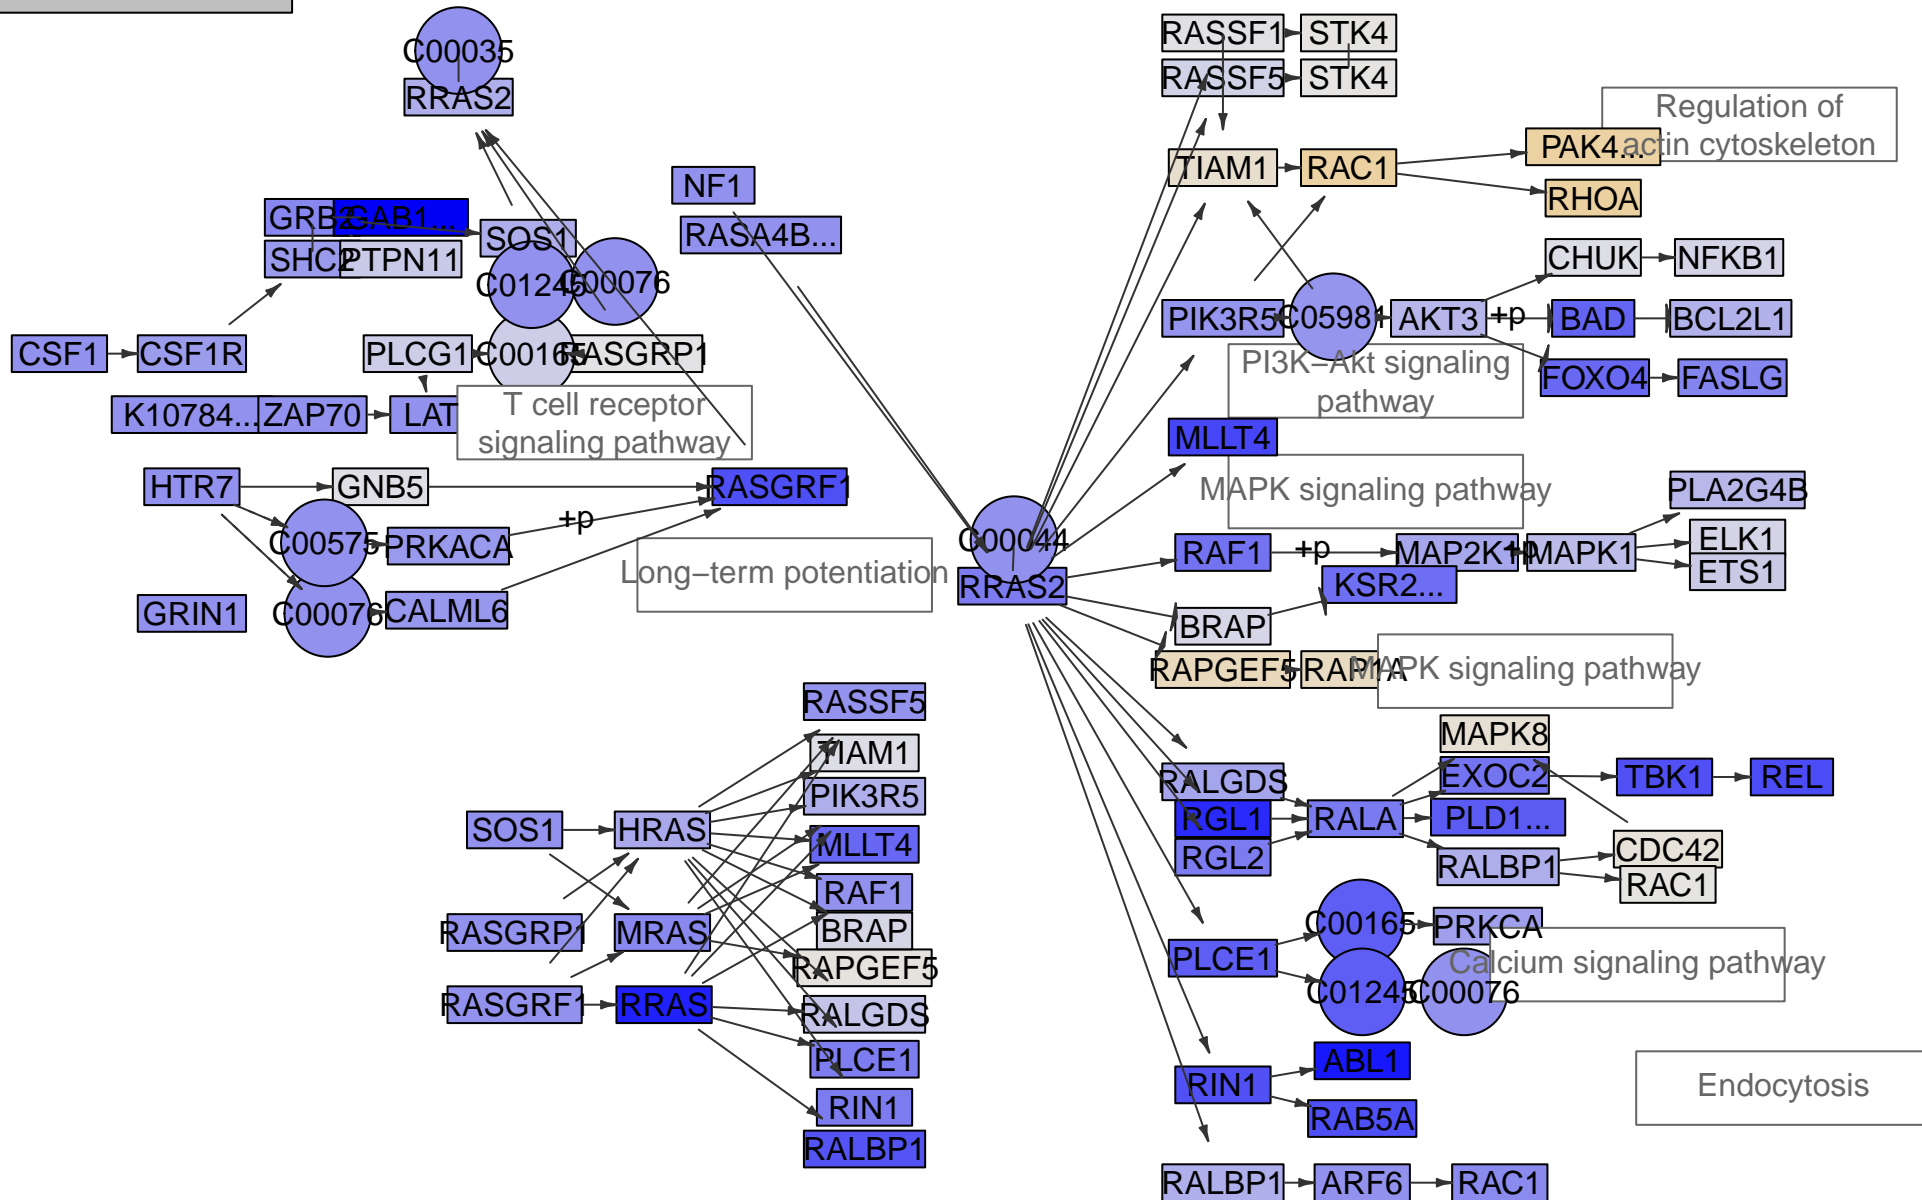 C00035
RRAS2
NF1
RASA4B...
GRB2
GAB1...
SOS1
SHC2
PTPN11
C01245
C00076
CSF1
CSF1R
PLCG1
C00165
RASGRP1
K10784...
ZAP70
LAT
T cell receptor
signaling pathway
HTR7
GNB5
RASGRF1
C00575
PRKACA
+p
Long−term potentiation
GRIN1
C00076
CALML6
RASSF5
TIAM1
PIK3R5
SOS1
HRAS
MLLT4
RAF1
RASGRP1
MRAS
BRAP
RAPGEF5
RASGRF1
RRAS
RALGDS
PLCE1
RIN1
RALBP1
C00044
RRAS2
RASSF1
STK4
RASSF5
STK4
Regulation of
actin cytoskeleton
PAK4...
TIAM1
RAC1
RHOA
CHUK
NFKB1
PIK3R5
C05981
AKT3
+p
BAD
BCL2L1
PI3K−Akt signaling
pathway
FOXO4
FASLG
MLLT4
MAPK signaling pathway
PLA2G4B
RAF1
+p
MAP2K1
+p
MAPK1
ELK1
ETS1
KSR2...
BRAP
RAPGEF5
RAP1A
MAPK signaling pathway
MAPK8
RALGDS
EXOC2
TBK1
REL
RGL1
RALA
PLD1...
RGL2
RALBP1
CDC42
RAC1
C00165
PRKCA
PLCE1
Calcium signaling pathway
C01245
C00076
ABL1
RIN1
Endocytosis
RAB5A
RALBP1
ARF6
RAC1